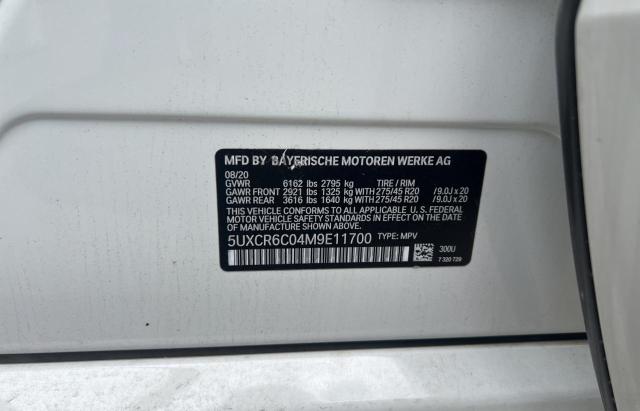 MFD BY BAYERISCHE MOTOREN WERKE AG
08/20
GVWR 6162 lbs 2795 kg TIRE / RIM
GAWR FRONT 2921 lbs 1325 kg WITH 275/45 R20 /9.0J x 20
GAWR REAR 3616 lbs 1640 kg WITH 275/45 R20 /9.0J x 20
THIS VEHICLE CONFORMS TO ALL APPLICABLE U. S. FEDERAL
MOTOR VEHICLE SAFETY STANDARDS IN EFFECT ON THE DATE OF
MANUFACTURE SHOWN ABOVE.
5UXCR6C04M9E11700 TYPE: MPV
300U
7 320 729